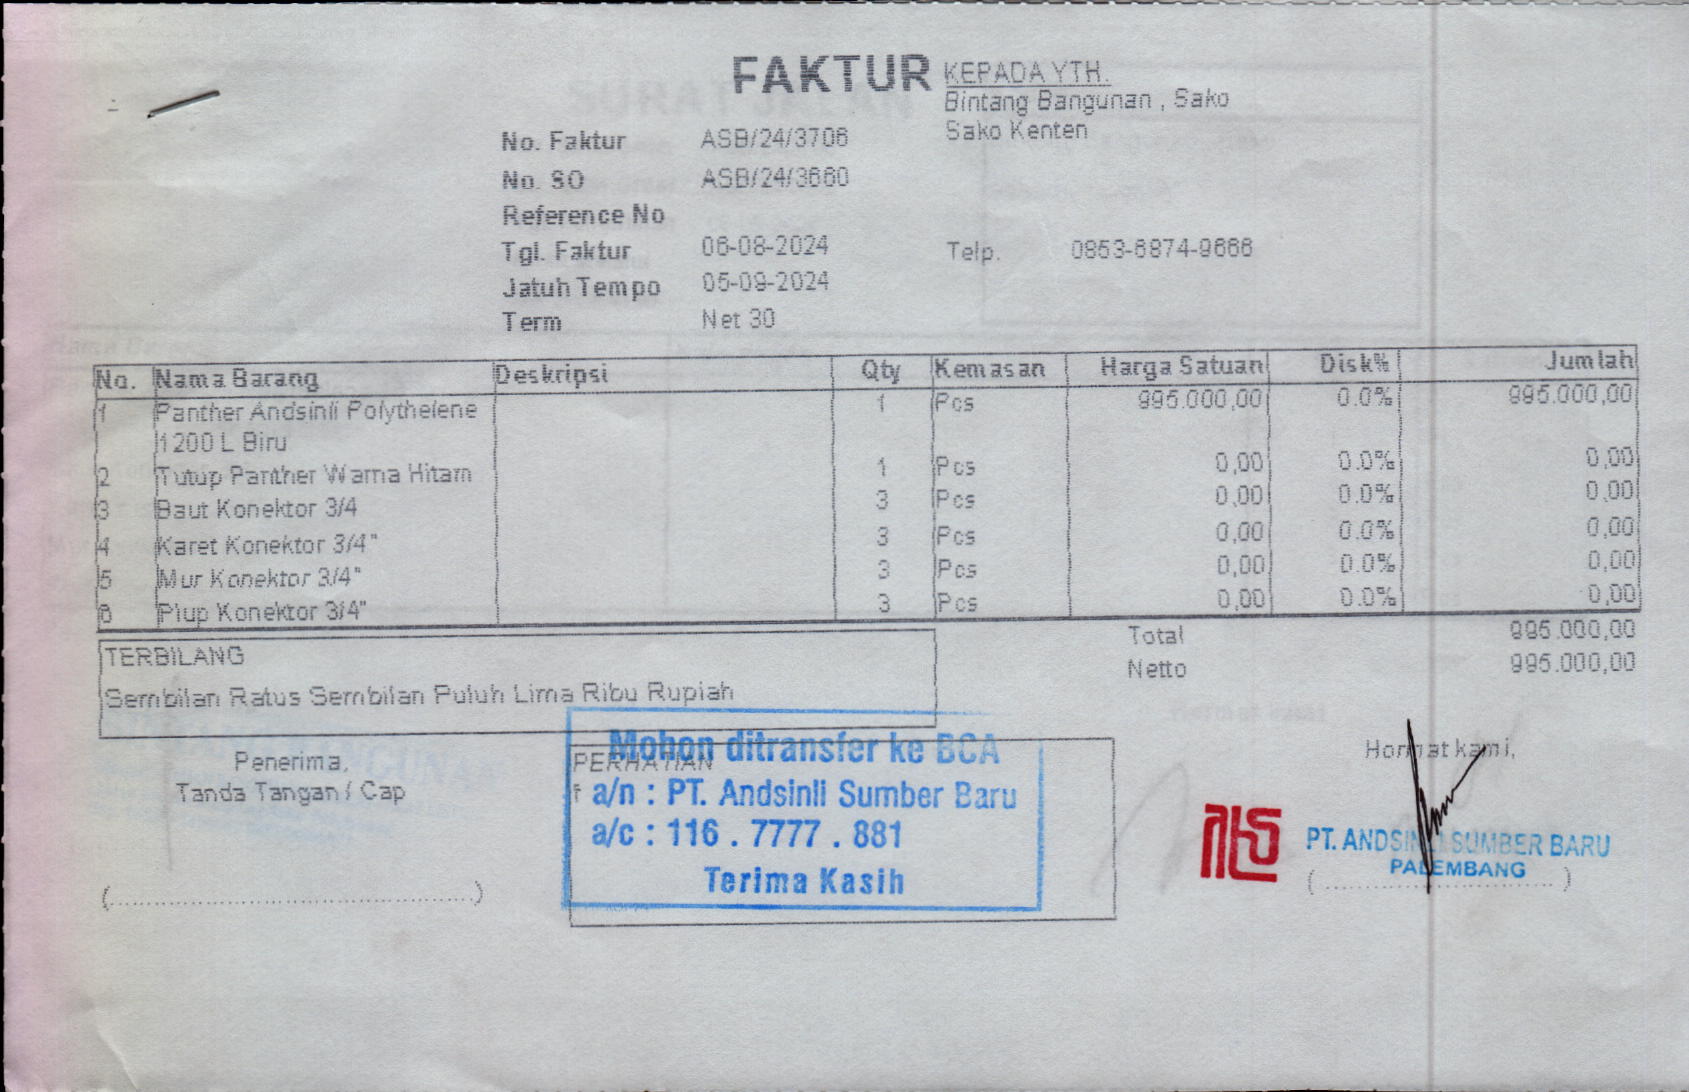 FAKTUR
KEPADA YTH.
Bintang Bangunan , Sako
Sako Kenten
No. Faktur ASB/24/3706
No. SO ASB/24/3660
Reference No
Tgl. Faktur 06-08-2024
Telp. 0853-6874-9666
Jatuh Tempo 05-09-2024
Term Net 30
No. Nama Barang Deskripsi Qty Kemasan Harga Satuan Disk% Jumlah
1 Panther Andsinli Polythelene 1 Pcs 995.000,00 0.0% 995.000,00
1200 L Biru
2 Tutup Panther Warna Hitam 1 Pcs 0,00 0.0% 0,00
3 Baut Konektor 3/4 3 Pcs 0,00 0.0% 0,00
4 Karet Konektor 3/4" 3 Pcs 0,00 0.0% 0,00
5 Mur Konektor 3/4" 3 Pcs 0,00 0.0% 0,00
6 Plup Konektor 3/4" 3 Pcs 0,00 0.0% 0,00
Total 995.000,00
Netto 995.000,00
TERBILANG
Sembilan Ratus Sembilan Puluh Lima Ribu Rupiah
Penerima,
Tanda Tangan / Cap
(..............................................)
PERHATIAN
Mohon ditransfer ke BCA
a/n : PT. Andsinli Sumber Baru
a/c : 116 . 7777 . 881
Terima Kasih
Hormat kami,
PT. ANDSINLI SUMBER BARU
PALEMBANG
(..............................)